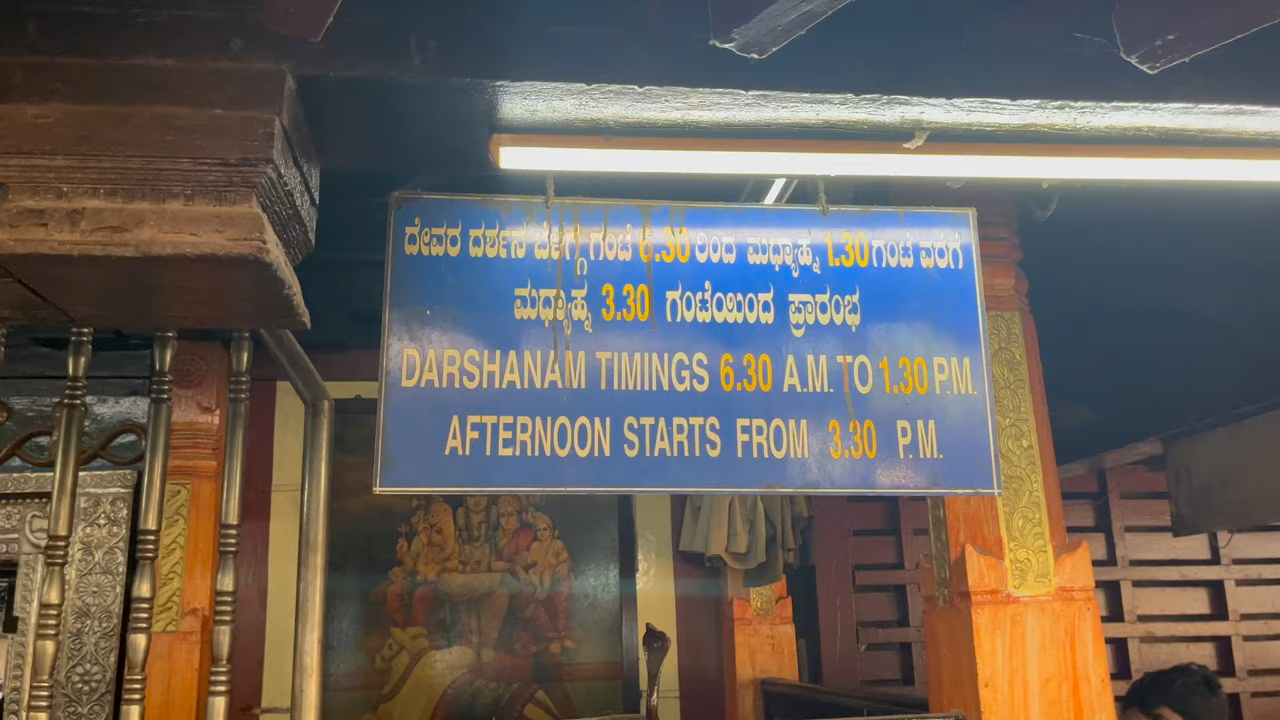 ದೇವರ ದರ್ಶನ ಬೆಳಗ್ಗೆ ಗಂಟೆ 6.30 ರಿಂದ ಮಧ್ಯಾಹ್ನ 1.30 ಗಂಟೆ ವರೆಗೆ
ಮಧ್ಯಾಹ್ನ 3.30 ಗಂಟೆಯಿಂದ ಪ್ರಾರಂಭ
DARSHANAM TIMINGS 6.30 A.M. TO 1.30 P.M.
AFTERNOON STARTS FROM 3.30 P.M.